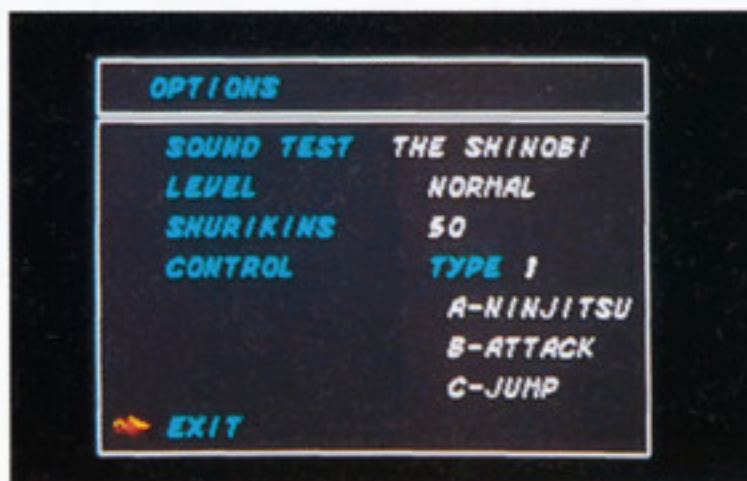 OPTIONS
SOUND TEST THE SHINOBI
LEVEL NORMAL
SHURIKINS 50
CONTROL TYPE 1
A-NINJITSU
B-ATTACK
C-JUMP
EXIT